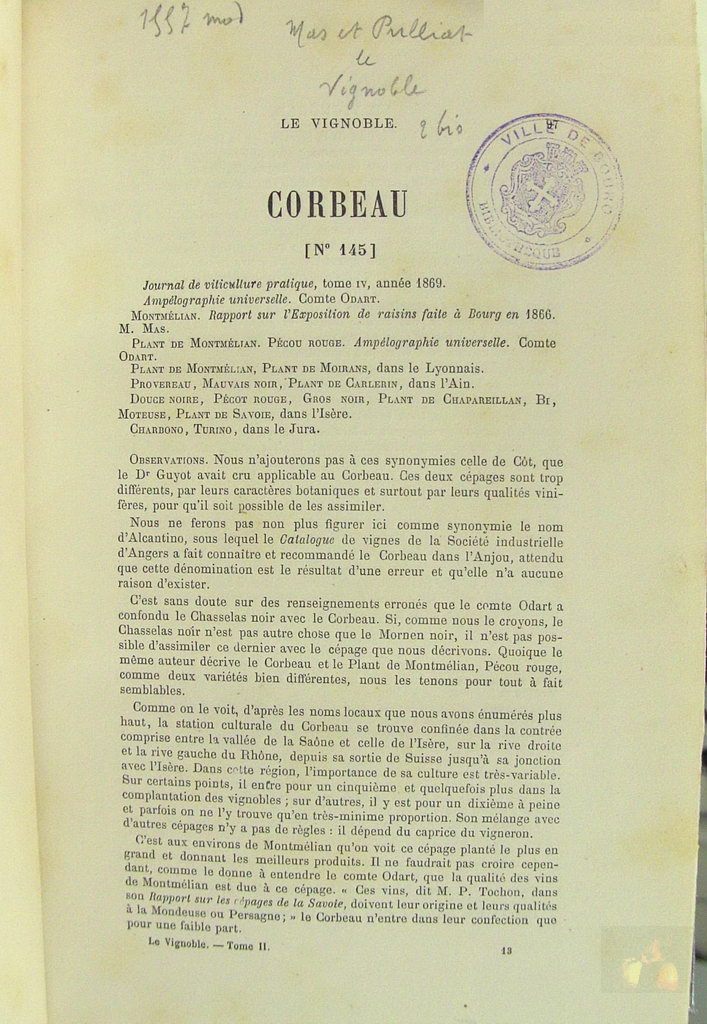 1557 mod
Mas et Pulliat
le
Vignoble
LE VIGNOBLE.
2 bis
97
VILLE DE BOURG
BIBLIOTHEQUE
CORBEAU
[N° 145]
Journal de viticulture pratique, tome IV, année 1869.
Ampélographie universelle. Comte ODART.
MONTMÉLIAN. Rapport sur l'Exposition de raisins faite à Bourg en 1866.
M. MAS.
PLANT DE MONTMÉLIAN. PÉCOU ROUGE. Ampélographie universelle. Comte
ODART.
PLANT DE MONTMÉLIAN, PLANT DE MOIRANS, dans le Lyonnais.
PROVEREAU, MAUVAIS NOIR, PLANT DE CARLERIN, dans l'Ain.
DOUCE NOIRE, PÉCOT ROUGE, GROS NOIR, PLANT DE CHAPAREILLAN, BI,
MOTEUSE, PLANT DE SAVOIE, dans l'Isère.
CHARBONO, TURINO, dans le Jura.
OBSERVATIONS. Nous n'ajouterons pas à ces synonymies celle de Côt, que
le Dr Guyot avait cru applicable au Corbeau. Ces deux cépages sont trop
différents, par leurs caractères botaniques et surtout par leurs qualités vini-
fères, pour qu'il soit possible de les assimiler.
Nous ne ferons pas non plus figurer ici comme synonymie le nom
d'Alcantino, sous lequel le Catalogue de vignes de la Société industrielle
d'Angers a fait connaître et recommandé le Corbeau dans l'Anjou, attendu
que cette dénomination est le résultat d'une erreur et qu'elle n'a aucune
raison d'exister.
C'est sans doute sur des renseignements erronés que le comte Odart a
confondu le Chasselas noir avec le Corbeau. Si, comme nous le croyons, le
Chasselas noir n'est pas autre chose que le Mornen noir, il n'est pas pos-
sible d'assimiler ce dernier avec le cépage que nous décrivons. Quoique le
même auteur décrive le Corbeau et le Plant de Montmélian, Pécou rouge,
comme deux variétés bien différentes, nous les tenons pour tout à fait
semblables.
Comme on le voit, d'après les noms locaux que nous avons énumérés plus
haut, la station culturale du Corbeau se trouve confinée dans la contrée
comprise entre la vallée de la Saône et celle de l'Isère, sur la rive droite
et la rive gauche du Rhône, depuis sa sortie de Suisse jusqu'à sa jonction
avec l'Isère. Dans cette région, l'importance de sa culture est très-variable.
Sur certains points, il entre pour un cinquième et quelquefois plus dans la
complantation des vignobles ; sur d'autres, il y est pour un dixième à peine
et parfois on ne l'y trouve qu'en très-minime proportion. Son mélange avec
d'autres cépages n'y a pas de règles : il dépend du caprice du vigneron.
C'est aux environs de Montmélian qu'on voit ce cépage planté le plus en
grand et donnant les meilleurs produits. Il ne faudrait pas croire cepen-
dant, comme le donne à entendre le comte Odart, que la qualité des vins
de Montmélian est due à ce cépage. « Ces vins, dit M. P. Tochon, dans
son Rapport sur les cépages de la Savoie, doivent leur origine et leurs qualités
à la Mondeuse ou Persagne ; » le Corbeau n'entre dans leur confection que
pour une faible part.
Le Vignoble. — Tome II.
13